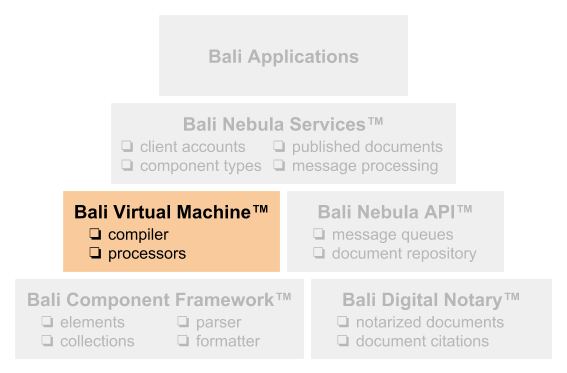 Bali Applications
Bali Nebula Services™
❏ client accounts ❏ published documents
❏ component types ❏ message processing
Bali Virtual Machine™ Bali Nebula API™
❏ compiler ❏ message queues
❏ processors ❏ document repository
Bali Component Framework™ Bali Digital Notary™
❏ elements ❏ parser ❏ notarized documents
❏ collections ❏ formatter ❏ document citations